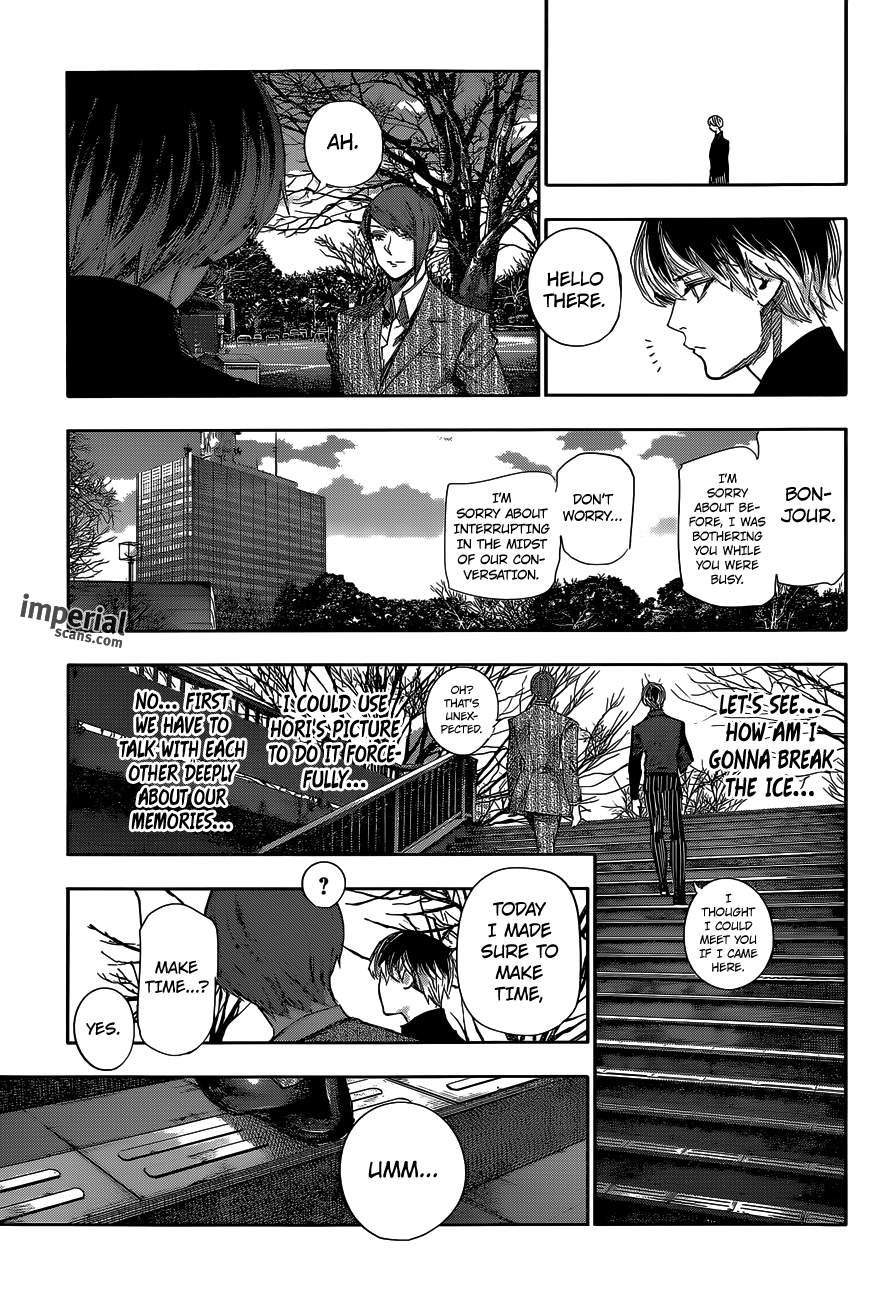 HELLO
THERE.
AH.
BON-
JOUR.
I'M
SORRY
ABOUT BE-
FORE, I WAS
BOTHERING
YOU WHILE
YOU WERE
BUSY.
DON'T
WORRY...
I'M
SORRY ABOUT
INTERRUPTING
IN THE MIDST
OF OUR CON-
VERSATION.
imperial
scans.com
LET'S SEE...
HOW AM I
GONNA BREAK
THE ICE...
OH?
THAT'S
UNEX-
PECTED.
I COULD USE
HORI'S PICTURE
TO DO IT FORCE-
FULLY...
NO... FIRST
WE HAVE TO
TALK WITH EACH
OTHER DEEPLY
ABOUT OUR
MEMORIES...
I
THOUGHT
I COULD
MEET YOU
IF I CAME
HERE.
TODAY
I MADE
SURE TO
MAKE
TIME,
?
MAKE
TIME...?
YES.
UMM...